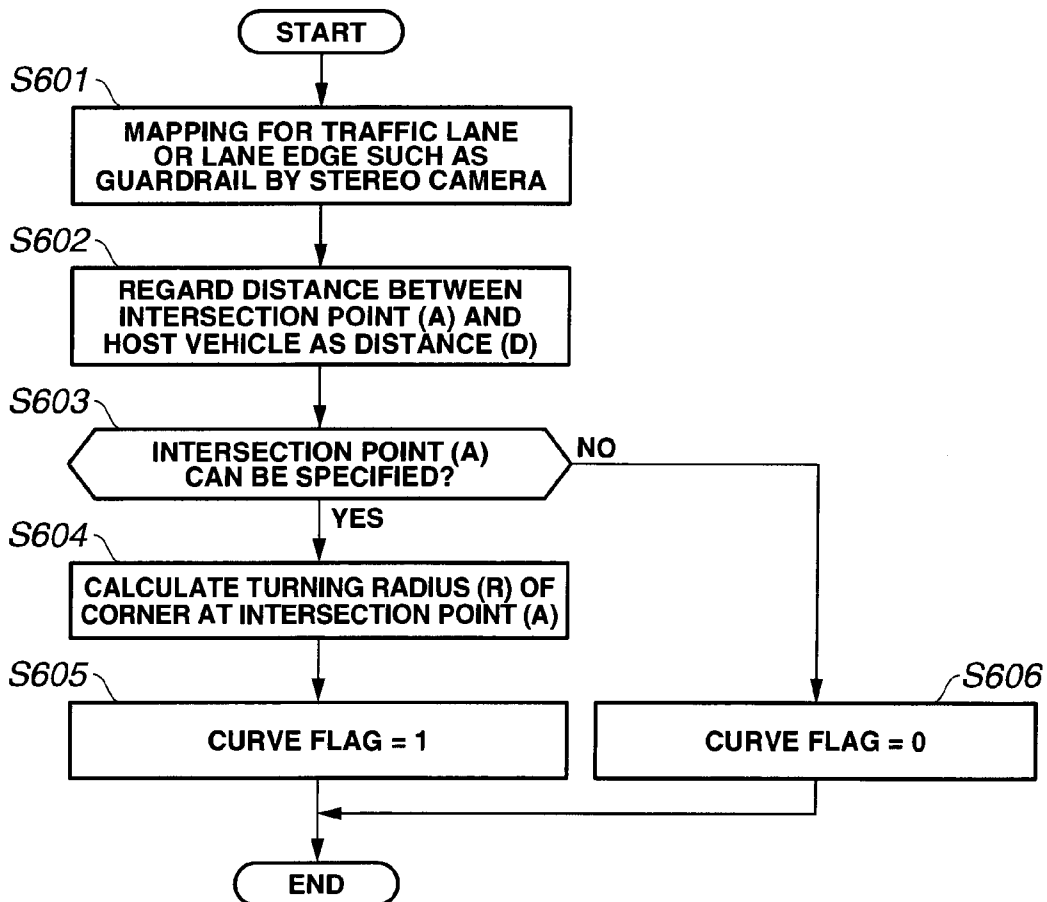 START
S601
MAPPING FOR TRAFFIC LANE
OR LANE EDGE SUCH AS
GUARDRAIL BY STEREO CAMERA
S602
REGARD DISTANCE BETWEEN
INTERSECTION POINT (A) AND
HOST VEHICLE AS DISTANCE (D)
S603
INTERSECTION POINT (A)
CAN BE SPECIFIED?
NO
YES
S604
CALCULATE TURNING RADIUS (R) OF
CORNER AT INTERSECTION POINT (A)
S605
CURVE FLAG = 1
S606
CURVE FLAG = 0
END